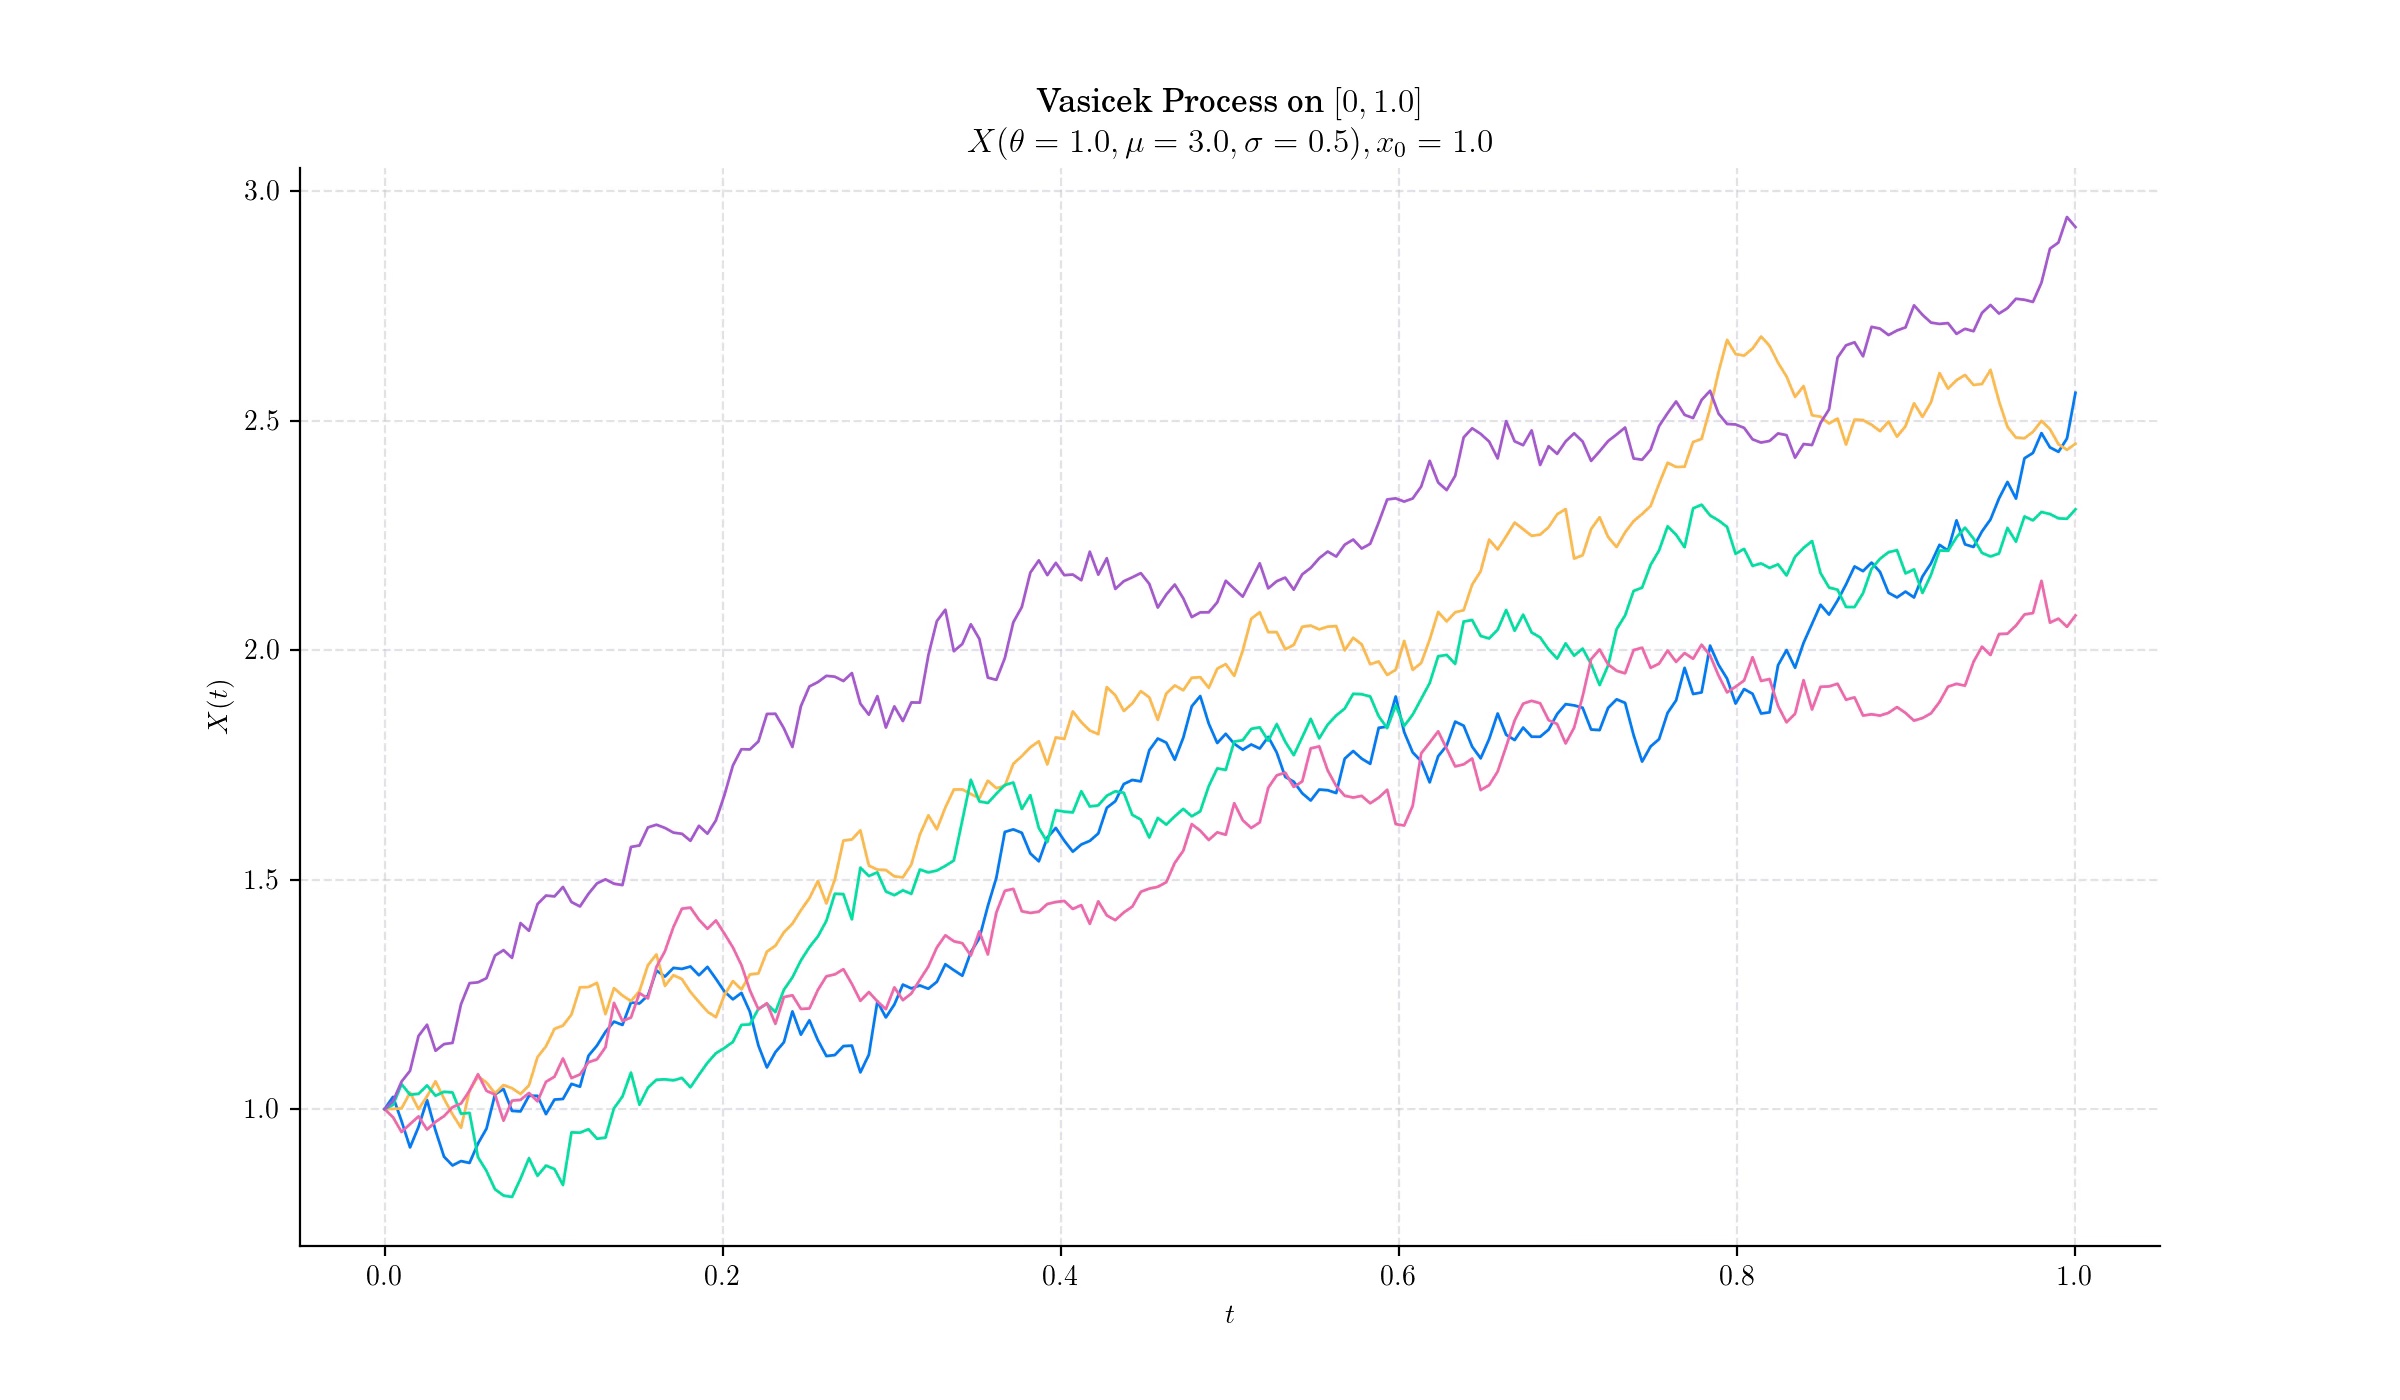 Vasicek Process on [0, 1.0]
X(θ = 1.0, μ = 3.0, σ = 0.5), x₀ = 1.0
3.0
2.5
2.0
1.5
1.0
X(t)
0.0 0.2 0.4 0.6 0.8 1.0
t